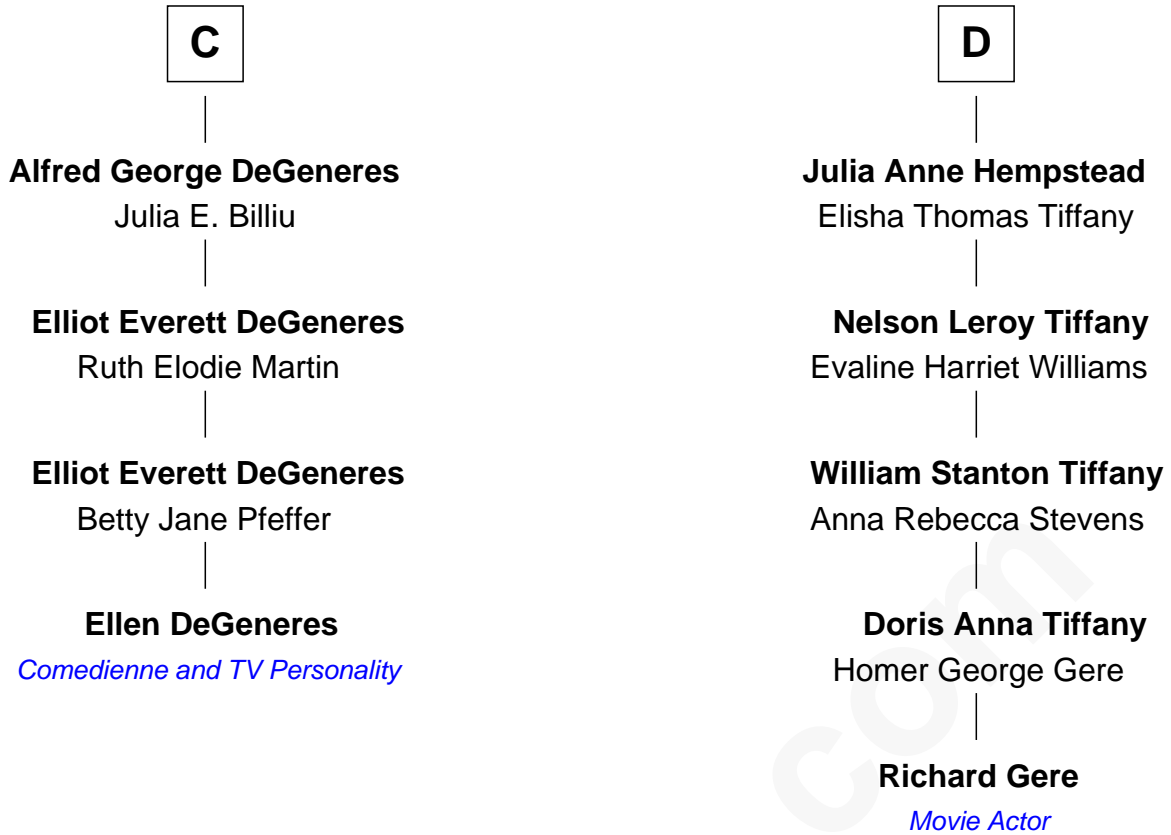 C
Alfred George DeGeneres
Julia E. Billiu
Elliot Everett DeGeneres
Ruth Elodie Martin
Elliot Everett DeGeneres
Betty Jane Pfeffer
Ellen DeGeneres
Comedienne and TV Personality
D
Julia Anne Hempstead
Elisha Thomas Tiffany
Nelson Leroy Tiffany
Evaline Harriet Williams
William Stanton Tiffany
Anna Rebecca Stevens
Doris Anna Tiffany
Homer George Gere
Richard Gere
Movie Actor
com